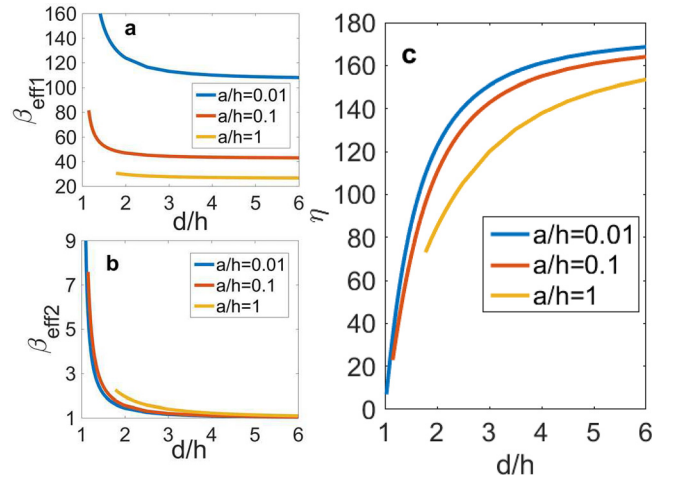 a
β_eff1
160
140
120
100
80
60
40
20
a/h=0.01
a/h=0.1
a/h=1
1 2 3 4 5 6
d/h
b
β_eff2
9
7
5
3
1
a/h=0.01
a/h=0.1
a/h=1
1 2 3 4 5 6
d/h
c
η
180
160
140
120
100
80
60
40
20
0
a/h=0.01
a/h=0.1
a/h=1
1 2 3 4 5 6
d/h